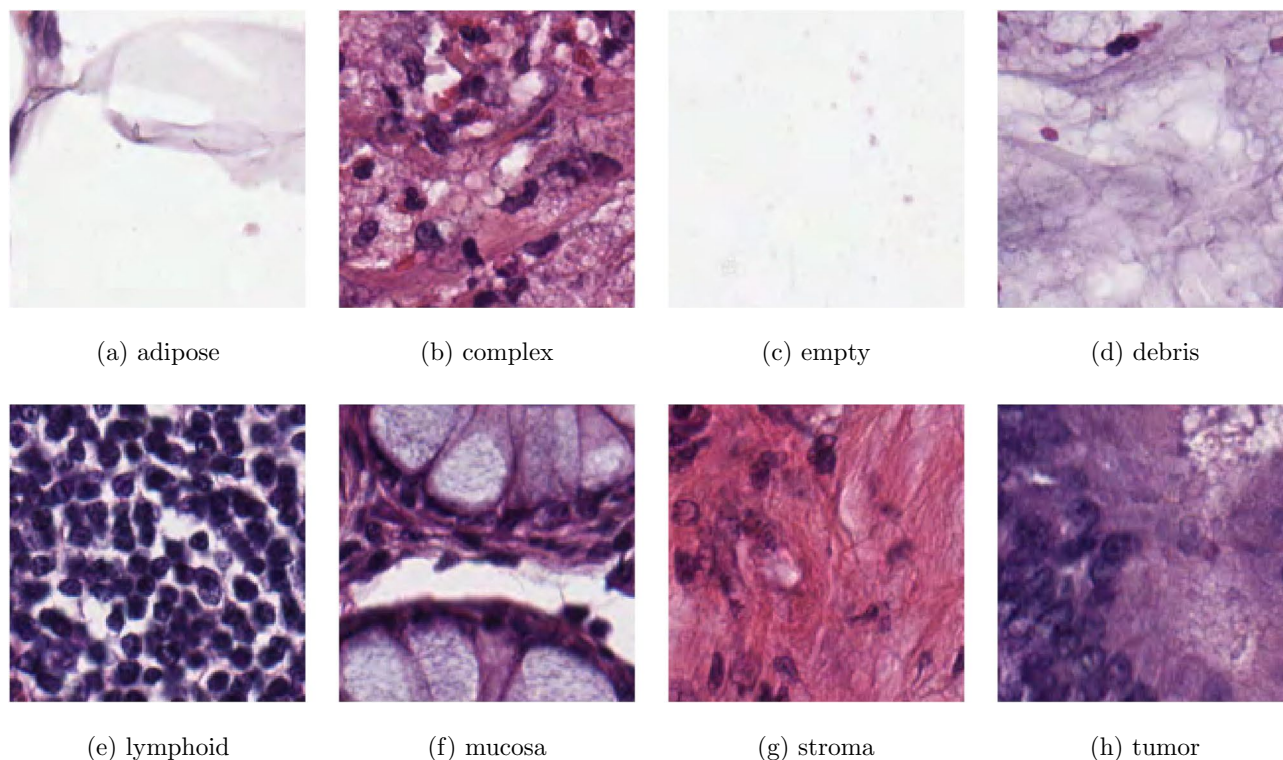 (a) adipose
(b) complex
(c) empty
(d) debris
(e) lymphoid
(f) mucosa
(g) stroma
(h) tumor